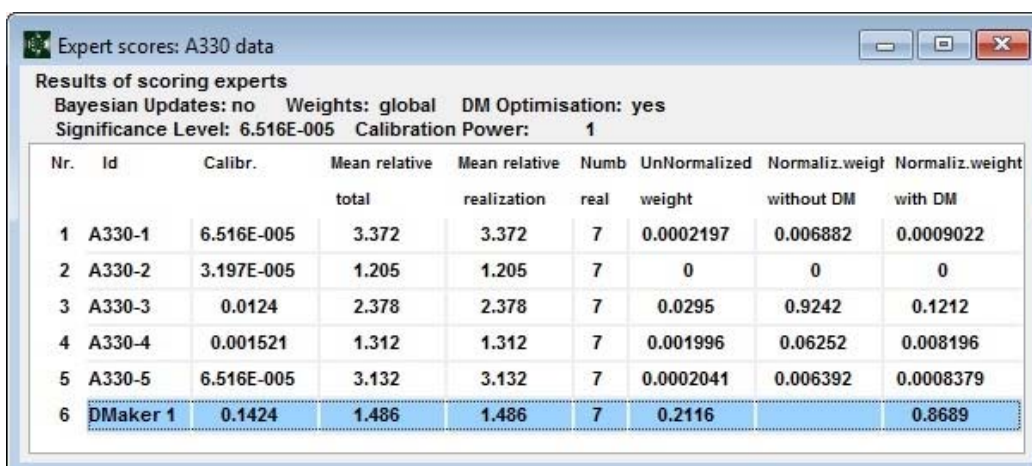 Expert scores: A330 data
Results of scoring experts
Bayesian Updates: no Weights: global DM Optimisation: yes
Significance Level: 6.516E-005 Calibration Power: 1
Nr. Id Calibr. Mean relative Mean relative Numb UnNormalized Normaliz.weigh Normaliz.weight
total realization real weight without DM with DM
1 A330-1 6.516E-005 3.372 3.372 7 0.0002197 0.006882 0.0009022
2 A330-2 3.197E-005 1.205 1.205 7 0 0 0
3 A330-3 0.0124 2.378 2.378 7 0.0295 0.9242 0.1212
4 A330-4 0.001521 1.312 1.312 7 0.001996 0.06252 0.008196
5 A330-5 6.516E-005 3.132 3.132 7 0.0002041 0.006392 0.0008379
6 DMaker 1 0.1424 1.486 1.486 7 0.2116 0.8689